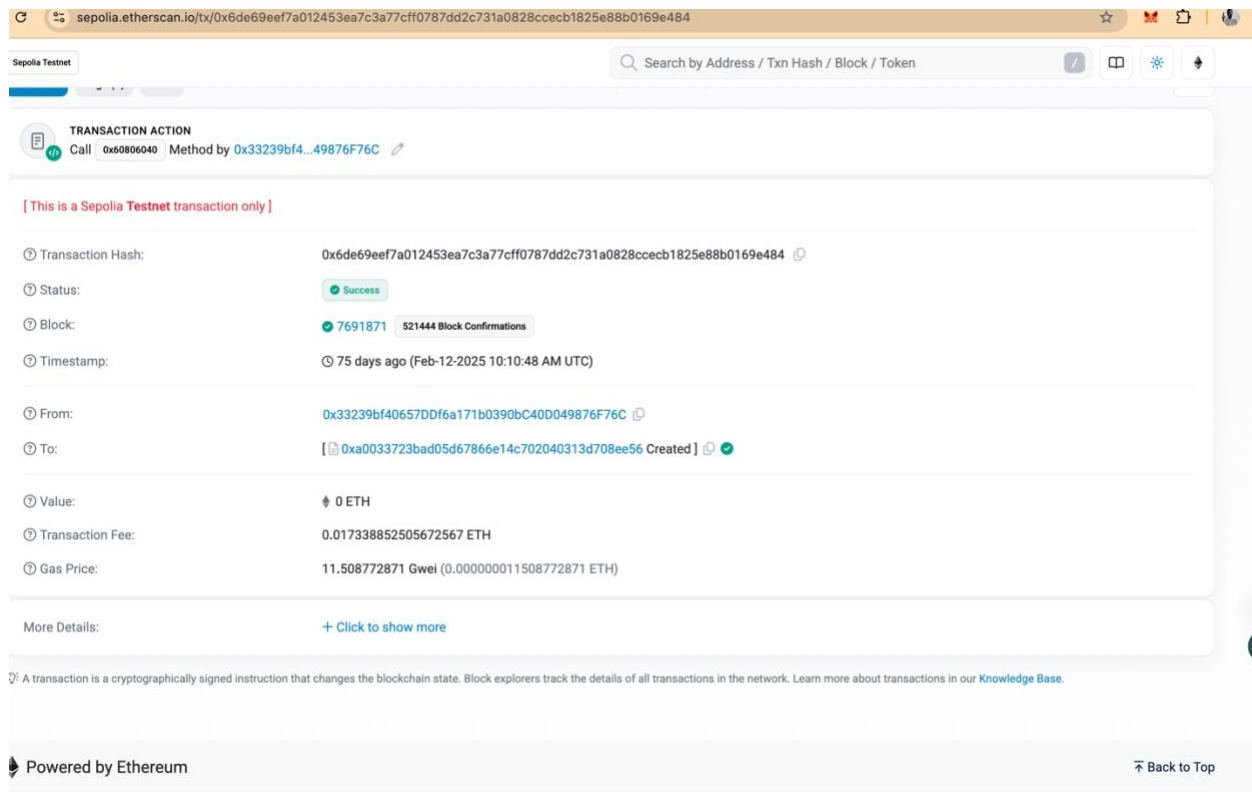 sepolia.etherscan.io/tx/0x6de69eef7a012453ea7c3a77cff0787dd2c731a0828ccecb1825e88b0169e484
Sepolia Testnet
Search by Address / Txn Hash / Block / Token
/
TRANSACTION ACTION
Call 0x60806040 Method by 0x33239bf4...49876F76C
[ This is a Sepolia Testnet transaction only ]
Transaction Hash: 0x6de69eef7a012453ea7c3a77cff0787dd2c731a0828ccecb1825e88b0169e484
Status: Success
Block: 7691871 521444 Block Confirmations
Timestamp: 75 days ago (Feb-12-2025 10:10:48 AM UTC)
From: 0x33239bf40657DDf6a171b0390bC40D049876F76C
To: [ 0xa0033723bad05d67866e14c702040313d708ee56 Created ]
Value: 0 ETH
Transaction Fee: 0.017338852505672567 ETH
Gas Price: 11.508772871 Gwei (0.000000011508772871 ETH)
More Details: + Click to show more
A transaction is a cryptographically signed instruction that changes the blockchain state. Block explorers track the details of all transactions in the network. Learn more about transactions in our Knowledge Base.
Powered by Ethereum
Back to Top